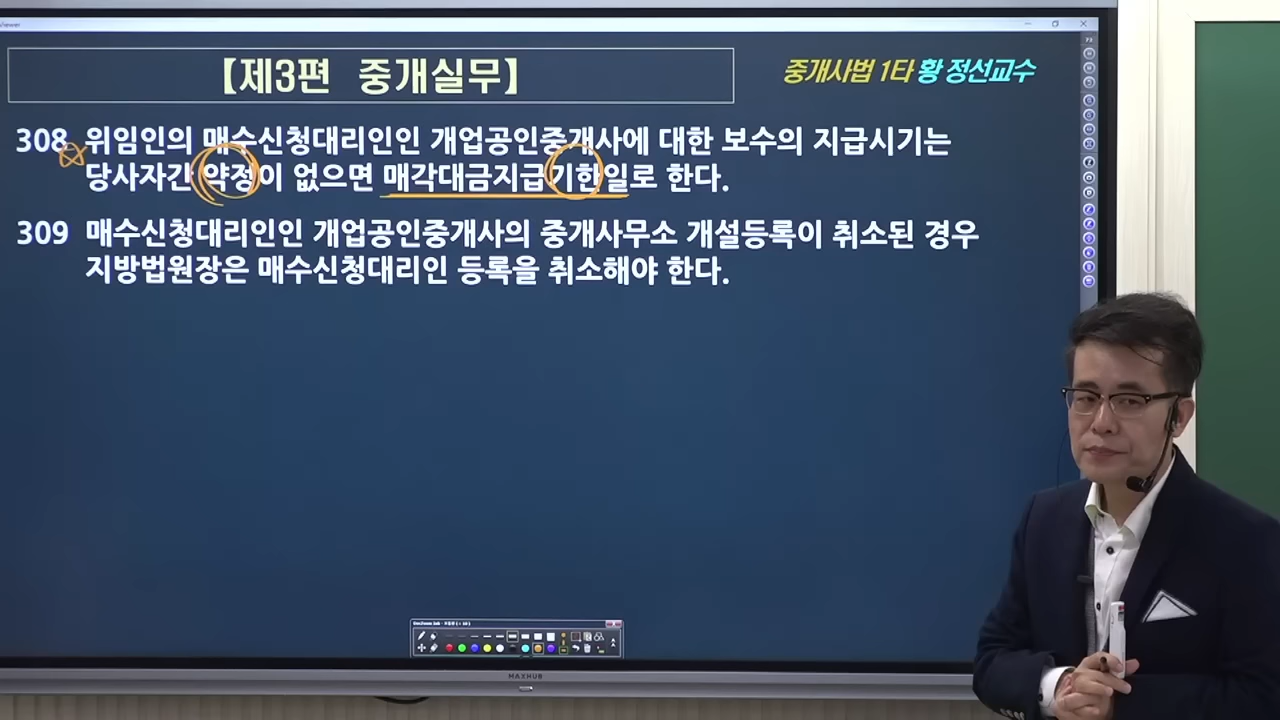 【제3편 중개실무】
중개사법 1타 황 정선교수
308 위임인의 매수신청대리인인 개업공인중개사에 대한 보수의 지급시기는
당사자간 약정이 없으면 매각대금지급기한일로 한다.
309 매수신청대리인인 개업공인중개사의 중개사무소 개설등록이 취소된 경우
지방법원장은 매수신청대리인 등록을 취소해야 한다.
MAXHUB